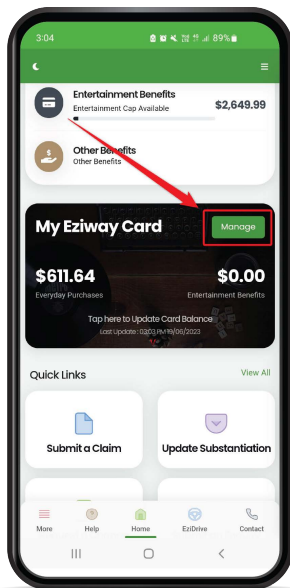 3:04
89%
Entertainment Benefits
Entertainment Cap Available
$2,649.99
Other Benefits
Other Benefits
My Eziway Card
Manage
$611.64
$0.00
Everyday Purchases
Entertainment Benefits
Tap here to Update Card Balance
Last Update : 03:03 PM 19/06/2023
Quick Links
View All
Submit a Claim
Update Substantiation
More
Help
Home
EziDrive
Contact